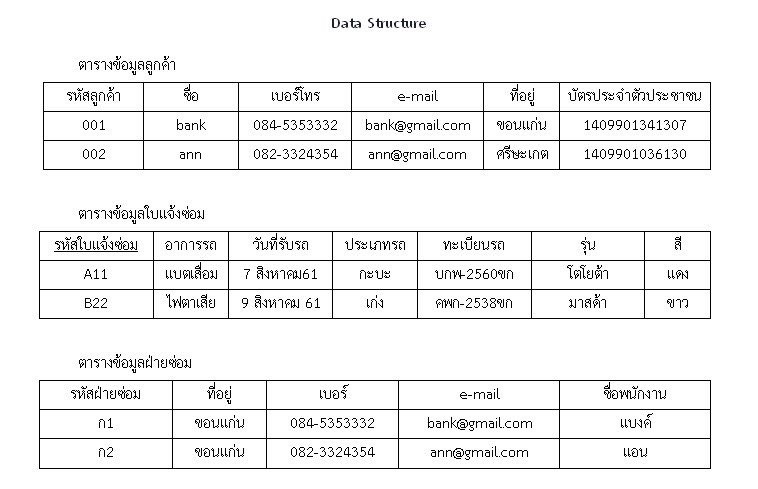 Data Structure
ตารางข้อมูลลูกค้า
รหัสลูกค้า ชื่อ เบอร์โทร e-mail ที่อยู่ บัตรประจำตัวประชาชน
001 bank 084-5353332 bank@gmail.com ขอนแก่น 1409901341307
002 ann 082-3324354 ann@gmail.com ศรีษะเกต 1409901036130
ตารางข้อมูลใบแจ้งซ่อม
รหัสใบแจ้งซ่อม อาการรถ วันที่รับรถ ประเภทรถ ทะเบียนรถ รุ่น สี
A11 แบตเสื่อม 7 สิงหาคม61 กะบะ บกพ-2560ขก โตโยต้า แดง
B22 ไฟตาเสีย 9 สิงหาคม 61 เก่ง คพก-2538ขก มาสด้า ขาว
ตารางข้อมูลฝ่ายซ่อม
รหัสฝ่ายซ่อม ที่อยู่ เบอร์ e-mail ชื่อพนักงาน
ก1 ขอนแก่น 084-5353332 bank@gmail.com แบงค์
ก2 ขอนแก่น 082-3324354 ann@gmail.com แอน